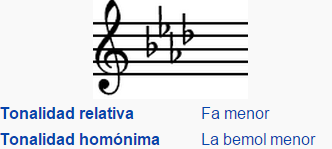 Tonalidad relativa Fa menor
Tonalidad homónima La bemol menor